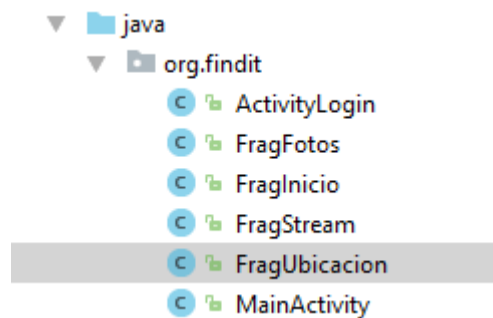 java
org.findit
C ActivityLogin
C FragFotos
C FragInicio
C FragStream
C FragUbicacion
C MainActivity